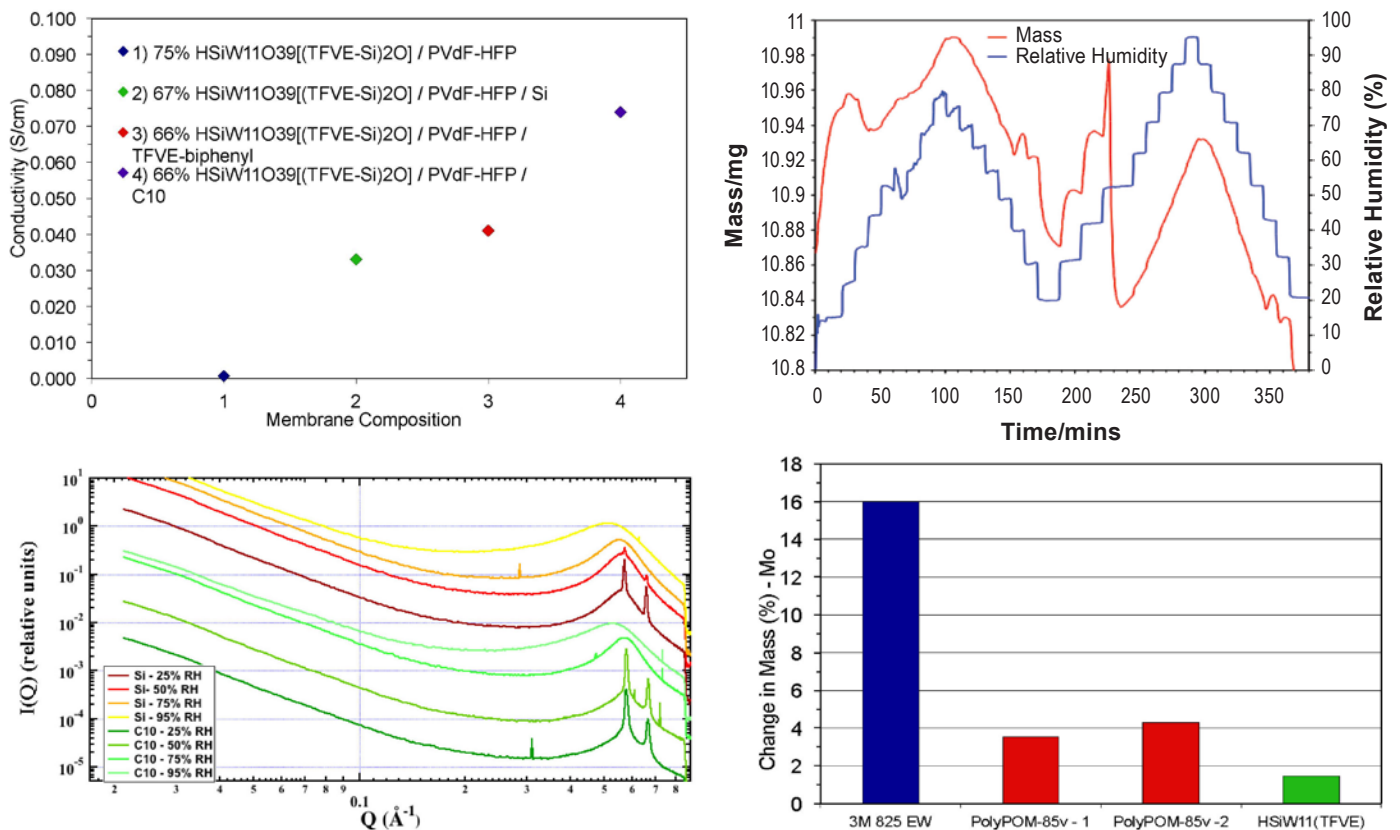 0.100
0.090
0.080
0.070
0.060
0.050
0.040
0.030
0.020
0.010
0.000
Conductivity (S/cm)
1) 75% HSiW11O39[(TFVE-Si)2O] / PVdF-HFP
2) 67% HSiW11O39[(TFVE-Si)2O] / PVdF-HFP / Si
3) 66% HSiW11O39[(TFVE-Si)2O] / PVdF-HFP /
TFVE-biphenyl
4) 66% HSiW11O39[(TFVE-Si)2O] / PVdF-HFP /
C10
0 1 2 3 4
Membrane Composition
11
10.98
10.96
10.94
10.92
10.9
10.88
10.86
10.84
10.82
10.8
Mass/mg
Mass
Relative Humidity
100
90
80
70
60
50
40
30
20
10
0
Relative Humidity (%)
0 50 100 150 200 250 300 350
Time/mins
10¹
10⁰
10⁻¹
10⁻²
10⁻³
10⁻⁴
10⁻⁵
I(Q) (relative units)
Si - 25% RH
Si- 50% RH
Si - 75% RH
Si - 95% RH
C10 - 25% RH
C10 - 50% RH
C10 - 75% RH
C10 - 95% RH
2 3 4 5 6 7 8 9 0.1 2 3 4 5 6 7 8
Q (Å⁻¹)
18
16
14
12
10
8
6
4
2
0
Change in Mass (%) - Mo
3M 825 EW PolyPOM-85v - 1 PolyPOM-85v -2 HSiW11(TFVE)